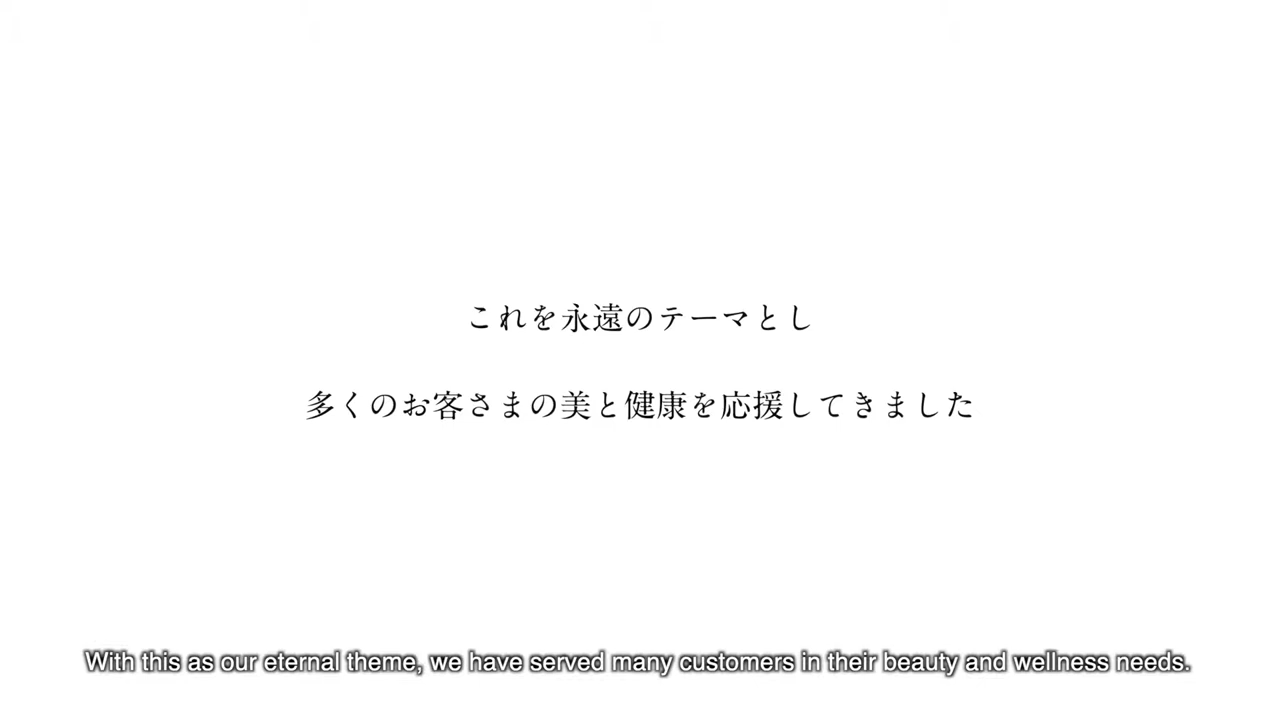 これを永遠のテーマとし
多くのお客さまの美と健康を応援してきました
With this as our eternal theme, we have served many customers in their beauty and wellness needs.